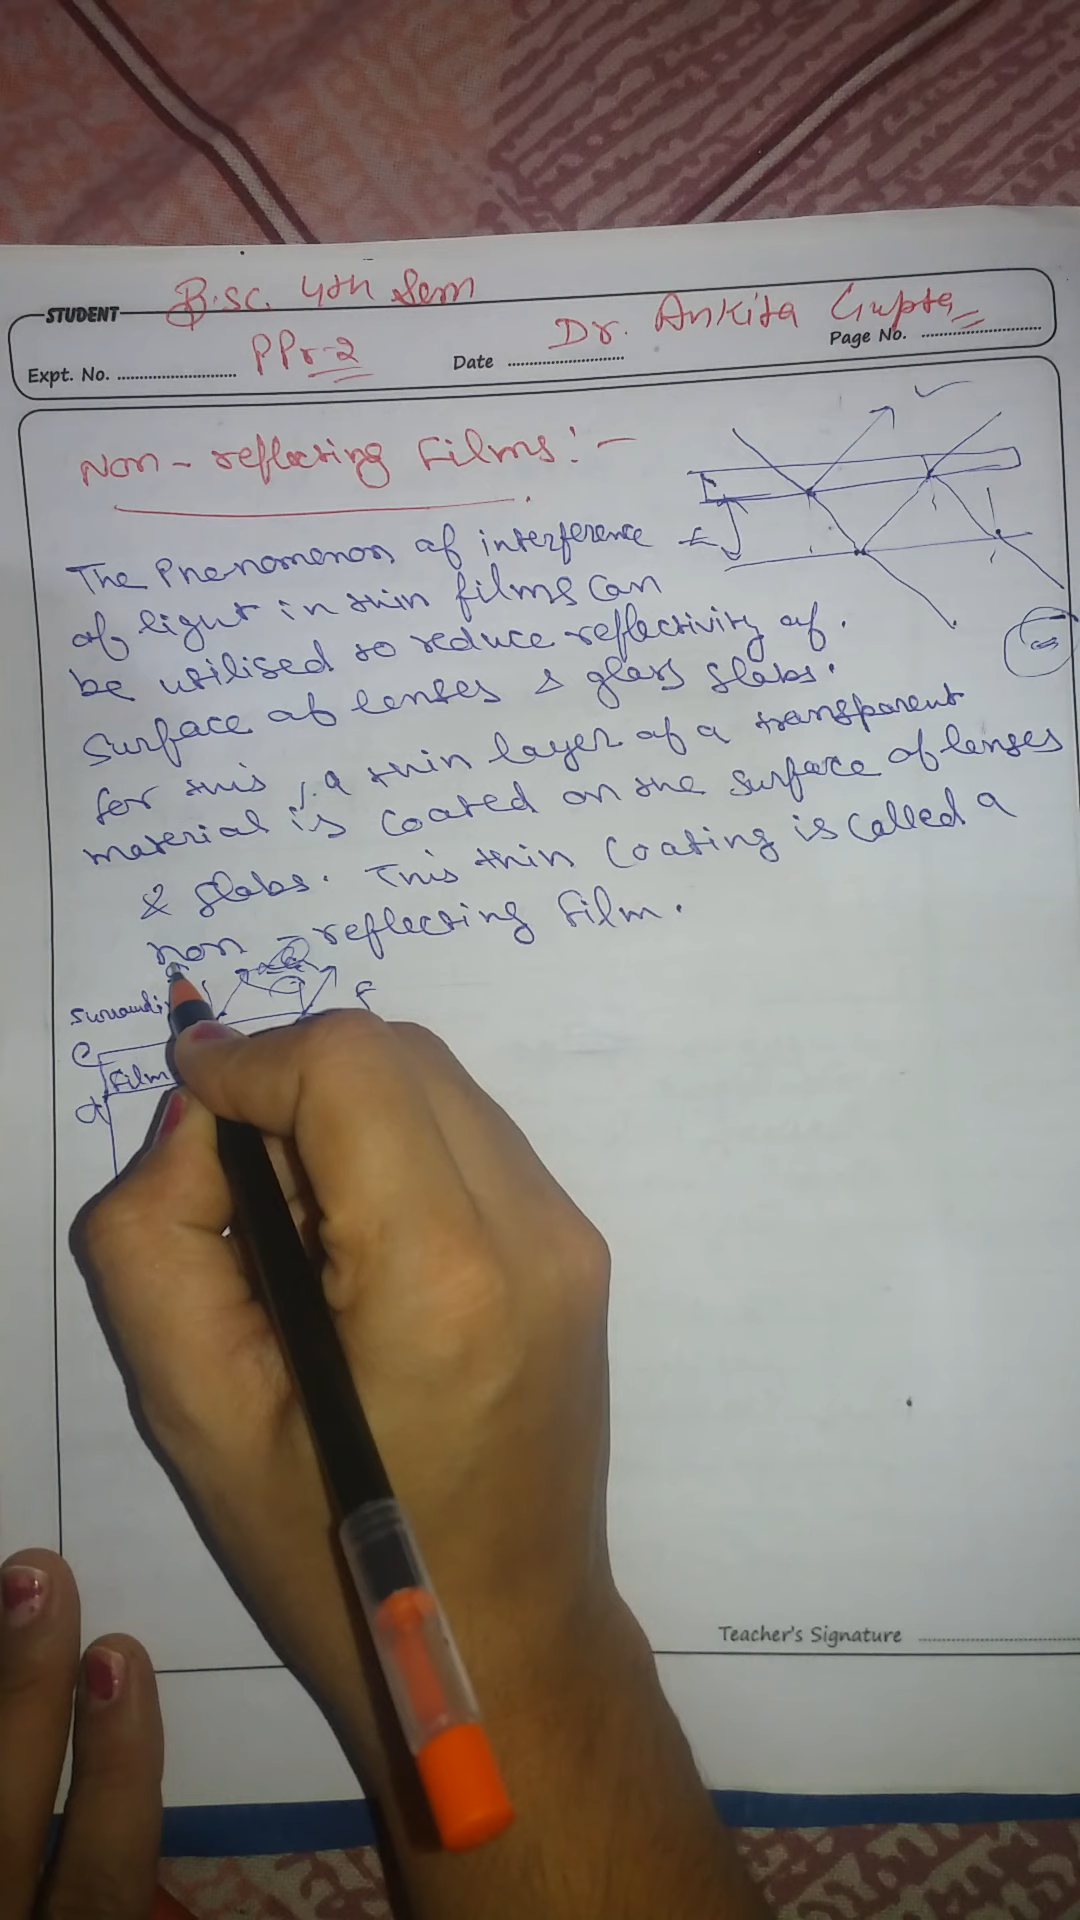 B.sc. 4th Sem
STUDENT
Expt. No. PPr-2 Date Dr. Ankita Gupta Page No.
Non-reflecting Films:-
The Phenomenon of interference
of light in thin films can
be utilised to reduce reflectivity of
Surface of lenses & glass slabs.
for this, a thin layer of a transparent
material is coated on the surface of lenses
& slabs. This thin coating is called a
non-reflecting film.
t
F
C
Film
d
Teacher's Signature